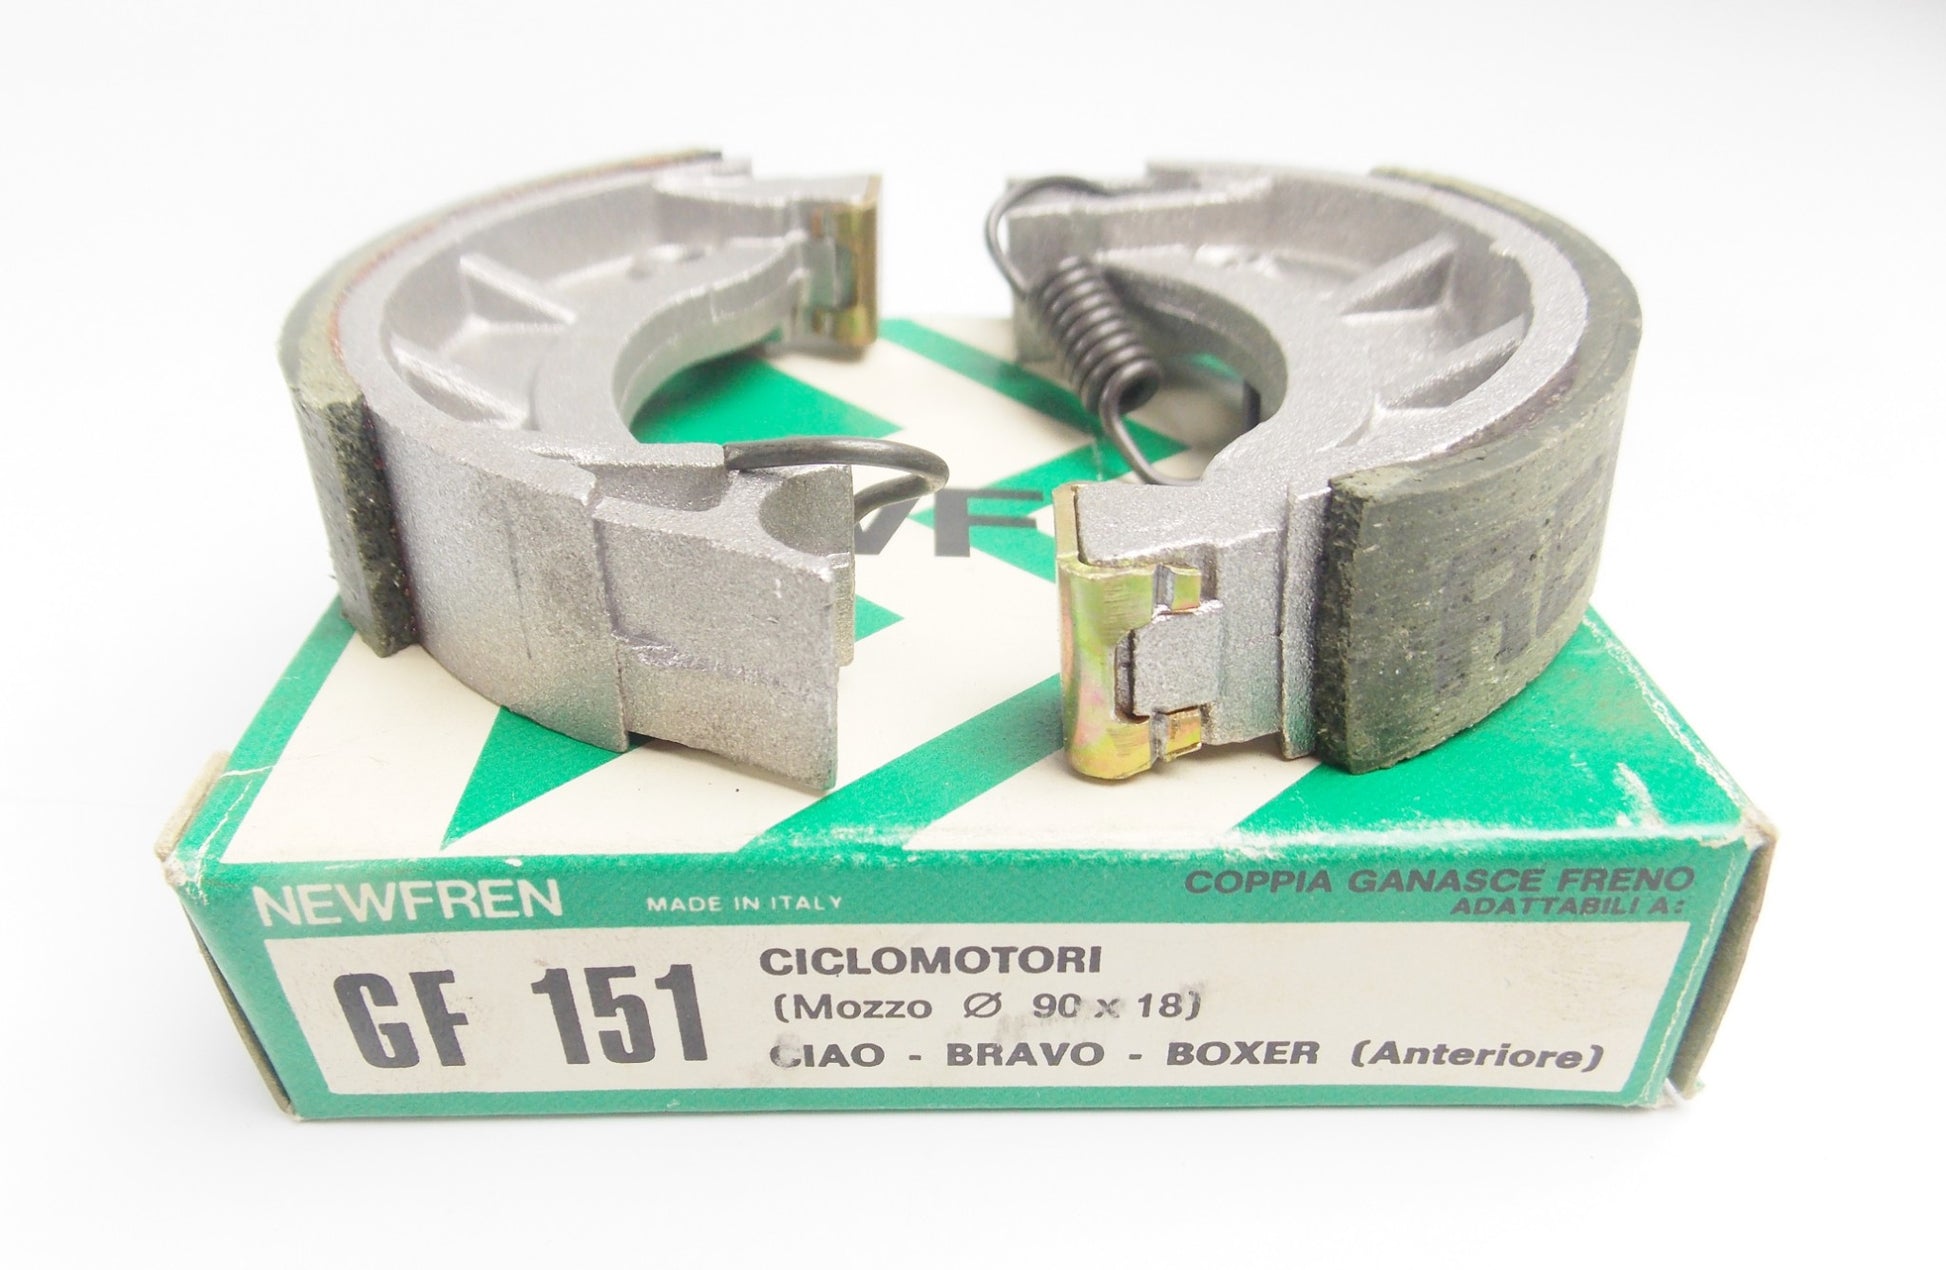 NEWFREN
MADE IN ITALY
COPPIA GANASCE FRENO
ADATTABILI A:
GF 151
CICLOMOTORI
(Mozzo Ø 90 x 18)
CIAO - BRAVO - BOXER (Anteriore)